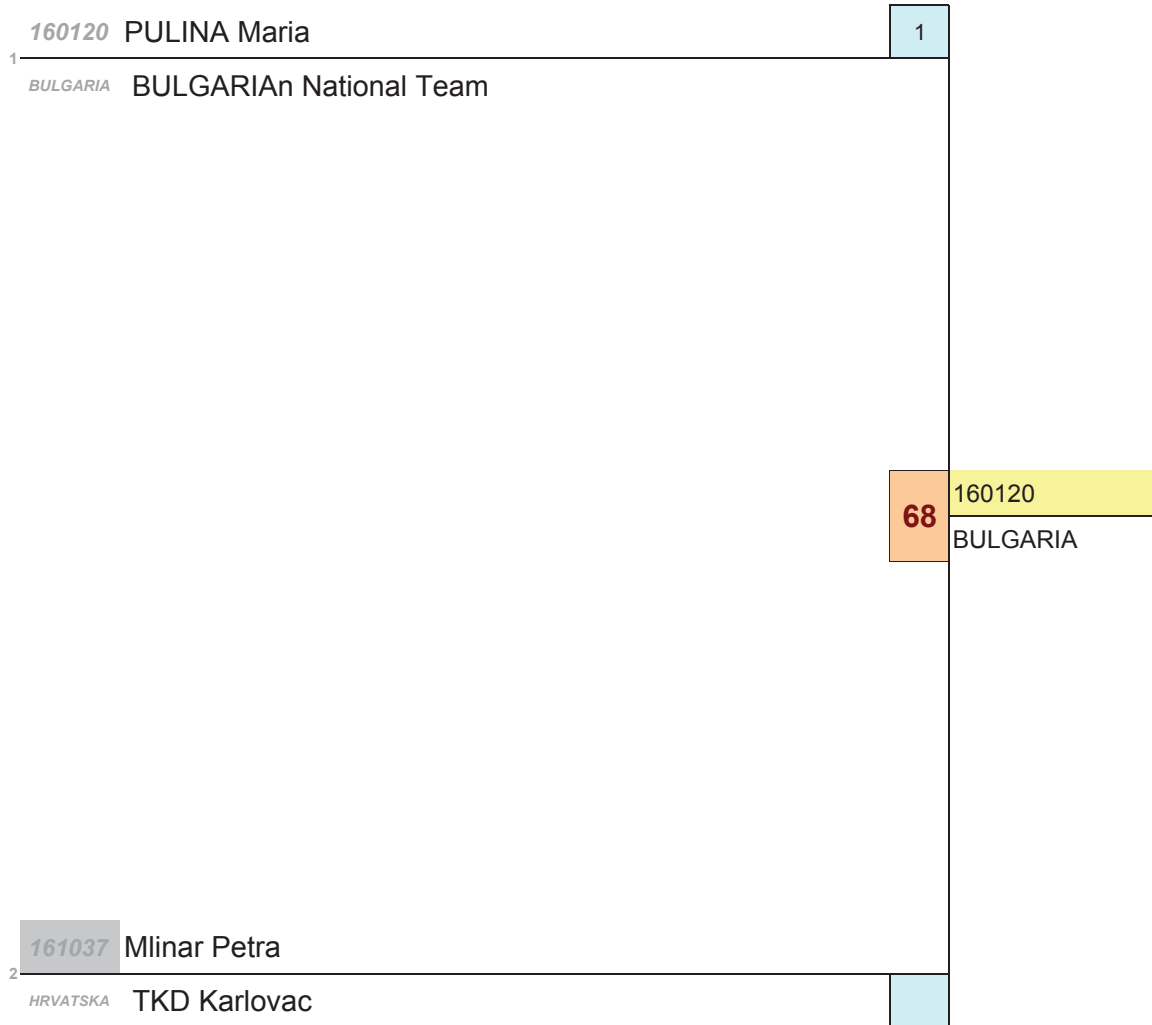 160120 PULINA Maria 1
1
BULGARIA BULGARIAn National Team
160120
68
BULGARIA
161037 Mlinar Petra
2
HRVATSKA TKD Karlovac